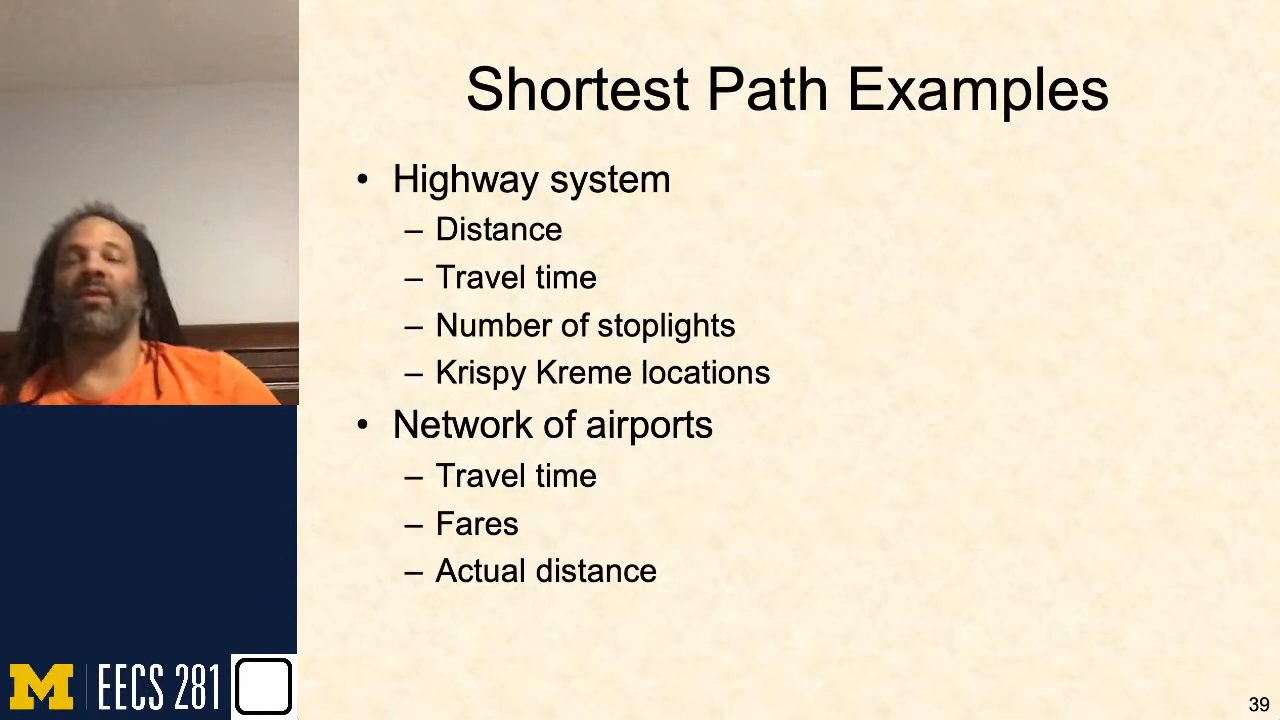 Shortest Path Examples
• Highway system
– Distance
– Travel time
– Number of stoplights
– Krispy Kreme locations
• Network of airports
– Travel time
– Fares
– Actual distance
M | EECS 281
39